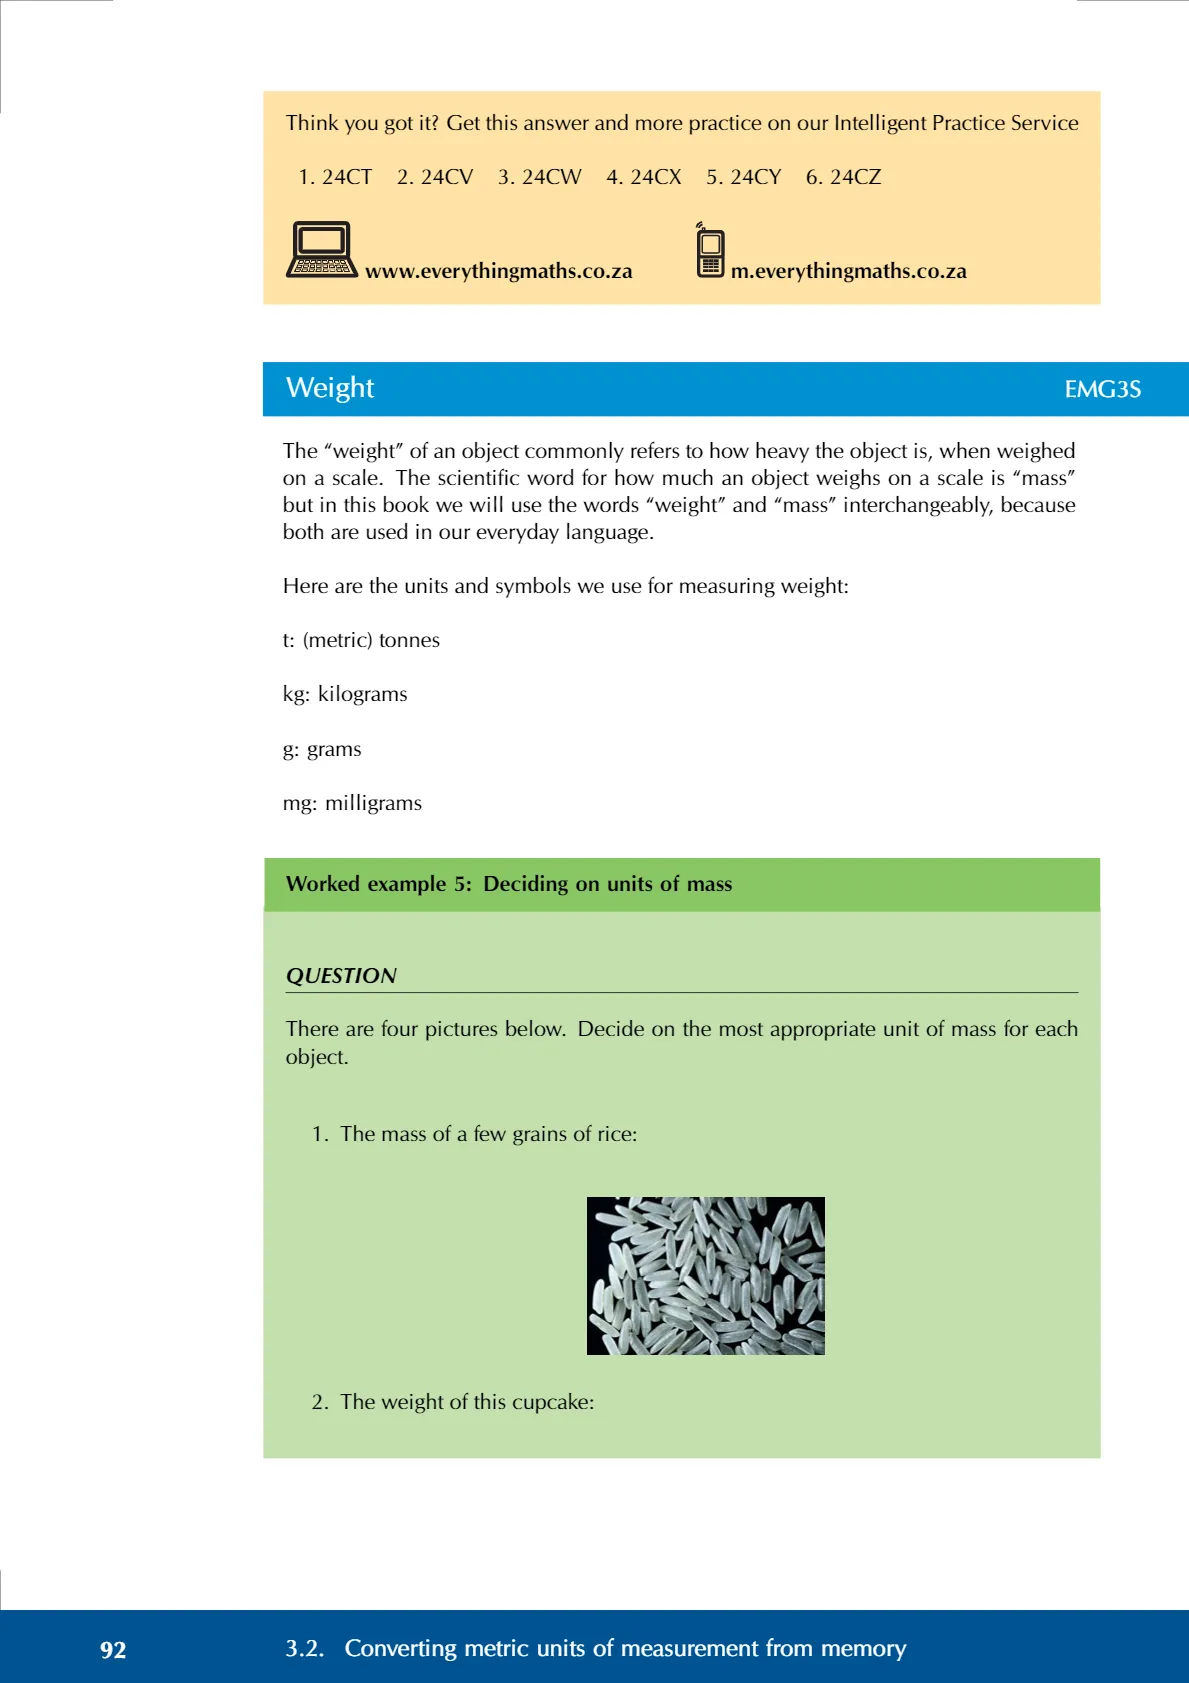 Think you got it? Get this answer and more practice on our Intelligent Practice Service
1. 24CT 2. 24CV 3. 24CW 4. 24CX 5. 24CY 6. 24CZ
www.everythingmaths.co.za m.everythingmaths.co.za
Weight EMG3S
The “weight” of an object commonly refers to how heavy the object is, when weighed
on a scale. The scientific word for how much an object weighs on a scale is “mass”
but in this book we will use the words “weight” and “mass” interchangeably, because
both are used in our everyday language.
Here are the units and symbols we use for measuring weight:
t: (metric) tonnes
kg: kilograms
g: grams
mg: milligrams
Worked example 5: Deciding on units of mass
QUESTION
There are four pictures below. Decide on the most appropriate unit of mass for each
object.
1. The mass of a few grains of rice:
2. The weight of this cupcake:
92 3.2. Converting metric units of measurement from memory